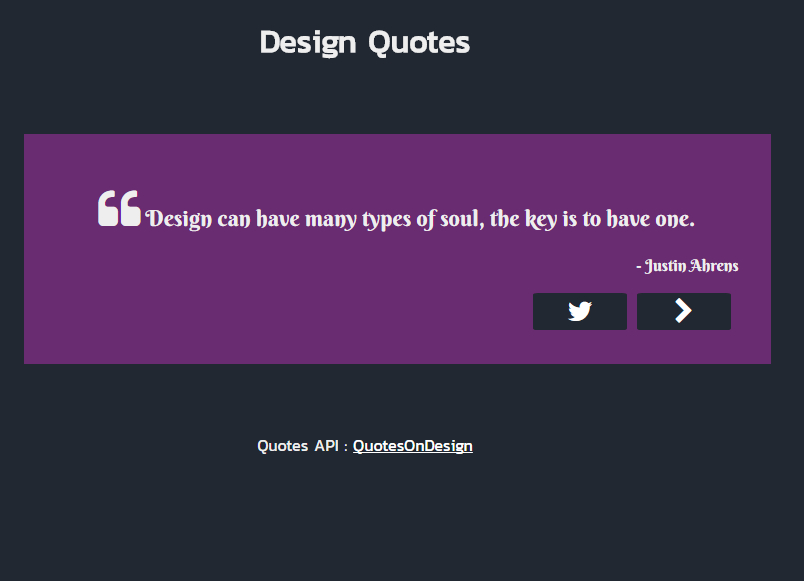 Design Quotes
Design can have many types of soul, the key is to have one.
- Justin Ahrens
Quotes API : QuotesOnDesign